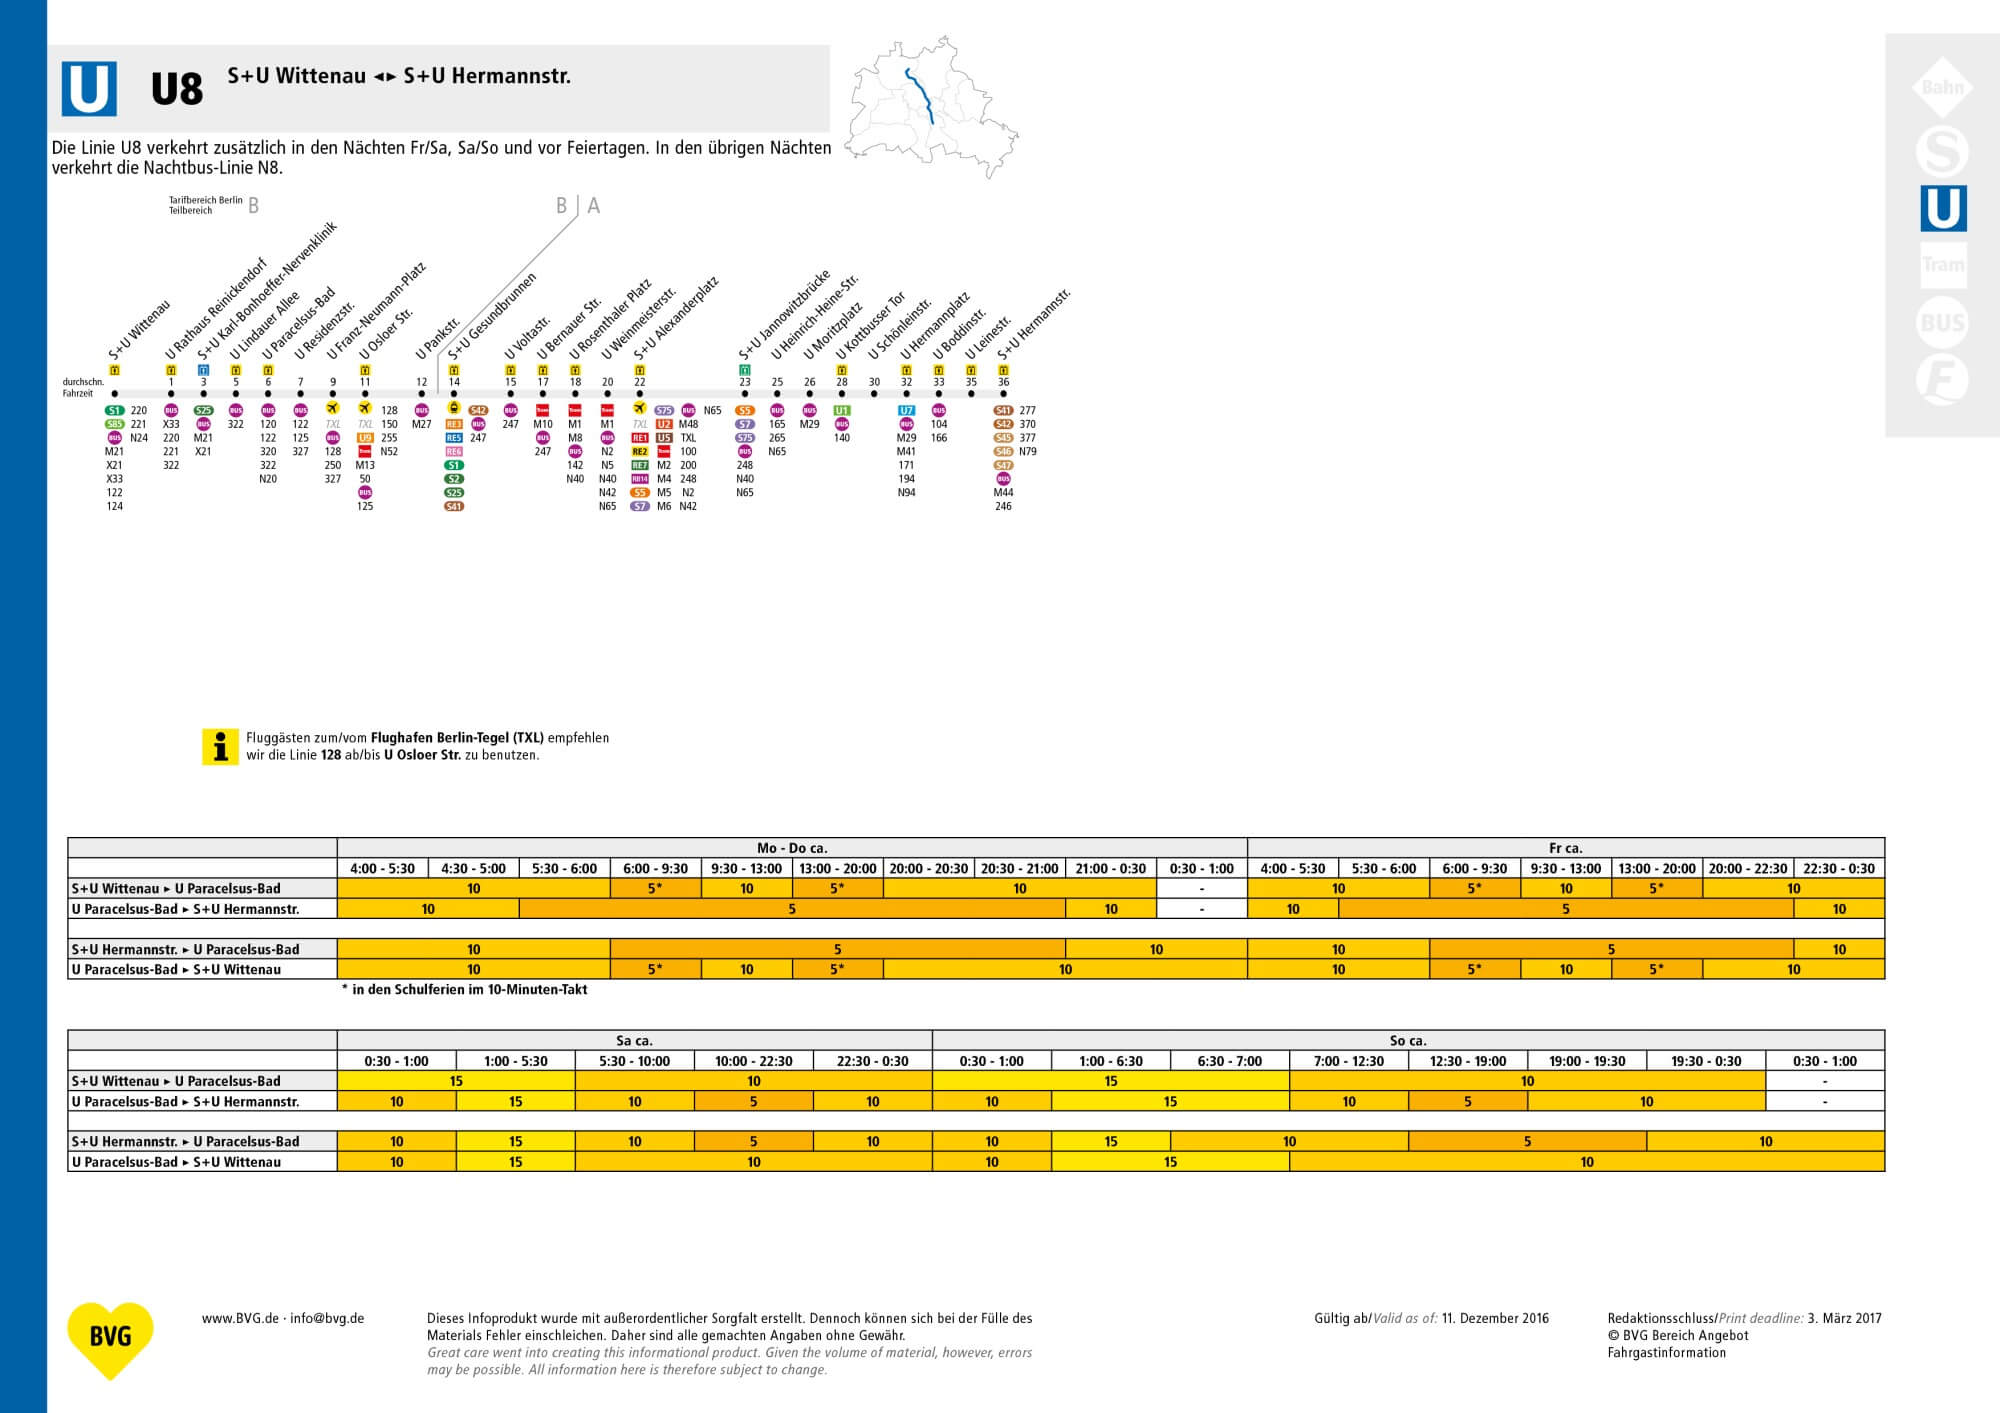 U U8 S+U Wittenau ◂▸ S+U Hermannstr.
Die Linie U8 verkehrt zusätzlich in den Nächten Fr/Sa, Sa/So und vor Feiertagen. In den übrigen Nächten
verkehrt die Nachtbus-Linie N8.
Bahn
S
U
Tram
BUS
F
Tarifbereich Berlin
Teilbereich
B
B | A
S+U Wittenau
U Rathaus Reinickendorf
S+U Karl-Bonhoeffer-Nervenklinik
U Lindauer Allee
U Paracelsus-Bad
U Residenzstr.
U Franz-Neumann-Platz
U Osloer Str.
U Pankstr.
S+U Gesundbrunnen
U Voltastr.
U Bernauer Str.
U Rosenthaler Platz
U Weinmeisterstr.
S+U Alexanderplatz
S+U Jannowitzbrücke
U Heinrich-Heine-Str.
U Moritzplatz
U Kottbusser Tor
U Schönleinstr.
U Hermannplatz
U Boddinstr.
U Leinestr.
S+U Hermannstr.
durchschn.
Fahrzeit
1 3 5 6 7 9 11 12 14 15 17 18 20 22 23 25 26 28 30 32 33 35 36
S1 220 BUS S25 BUS BUS BUS 128 BUS S42 BUS Tram Tram Tram S75 BUS N65 S5 BUS BUS U1 U7 BUS S41 277
S85 221 X33 BUS 322 120 122 TXL TXL 150 M27 RE3 BUS 247 M10 M1 M1 TXL U2 M48 S7 165 M29 BUS BUS 104 S42 370
BUS N24 220 M21 122 125 BUS U9 255 RE5 247 BUS M8 BUS RE1 U5 TXL S75 265 140 M29 166 S45 377
M21 221 X21 320 327 128 Tram N52 RE6 247 BUS N2 RE2 Tram 100 BUS N65 M41 S46 N79
X21 322 322 250 M13 S1 142 N5 RE7 M2 200 248 171 S47
X33 N20 327 50 S2 N40 N40 RB14 M4 248 N40 194 BUS
122 BUS S25 N42 S5 M5 N2 N65 N94 M44
124 125 S41 N65 S7 M6 N42 246
Fluggästen zum/vom Flughafen Berlin-Tegel (TXL) empfehlen
wir die Linie 128 ab/bis U Osloer Str. zu benutzen.
Mo - Do ca. Fr ca.
4:00 - 5:30 4:30 - 5:00 5:30 - 6:00 6:00 - 9:30 9:30 - 13:00 13:00 - 20:00 20:00 - 20:30 20:30 - 21:00 21:00 - 0:30 0:30 - 1:00 4:00 - 5:30 5:30 - 6:00 6:00 - 9:30 9:30 - 13:00 13:00 - 20:00 20:00 - 22:30 22:30 - 0:30
S+U Wittenau ▸ U Paracelsus-Bad 10 5* 10 5* 10 - 10 5* 10 5* 10
U Paracelsus-Bad ▸ S+U Hermannstr. 10 5 10 - 10 5 10
S+U Hermannstr. ▸ U Paracelsus-Bad 10 5 10 10 5 10
U Paracelsus-Bad ▸ S+U Wittenau 10 5* 10 5* 10 10 5* 10 5* 10
* in den Schulferien im 10-Minuten-Takt
Sa ca. So ca.
0:30 - 1:00 1:00 - 5:30 5:30 - 10:00 10:00 - 22:30 22:30 - 0:30 0:30 - 1:00 1:00 - 6:30 6:30 - 7:00 7:00 - 12:30 12:30 - 19:00 19:00 - 19:30 19:30 - 0:30 0:30 - 1:00
S+U Wittenau ▸ U Paracelsus-Bad 15 10 15 10 -
U Paracelsus-Bad ▸ S+U Hermannstr. 10 15 10 5 10 10 15 10 5 10 -
S+U Hermannstr. ▸ U Paracelsus-Bad 10 15 10 5 10 10 15 10 5 10
U Paracelsus-Bad ▸ S+U Wittenau 10 15 10 10 15 10
BVG
www.BVG.de · info@bvg.de
Dieses Infoprodukt wurde mit außerordentlicher Sorgfalt erstellt. Dennoch können sich bei der Fülle des
Materials Fehler einschleichen. Daher sind alle gemachten Angaben ohne Gewähr.
Great care went into creating this informational product. Given the volume of material, however, errors
may be possible. All information here is therefore subject to change.
Gültig ab/Valid as of: 11. Dezember 2016
Redaktionsschluss/Print deadline: 3. März 2017
© BVG Bereich Angebot
Fahrgastinformation